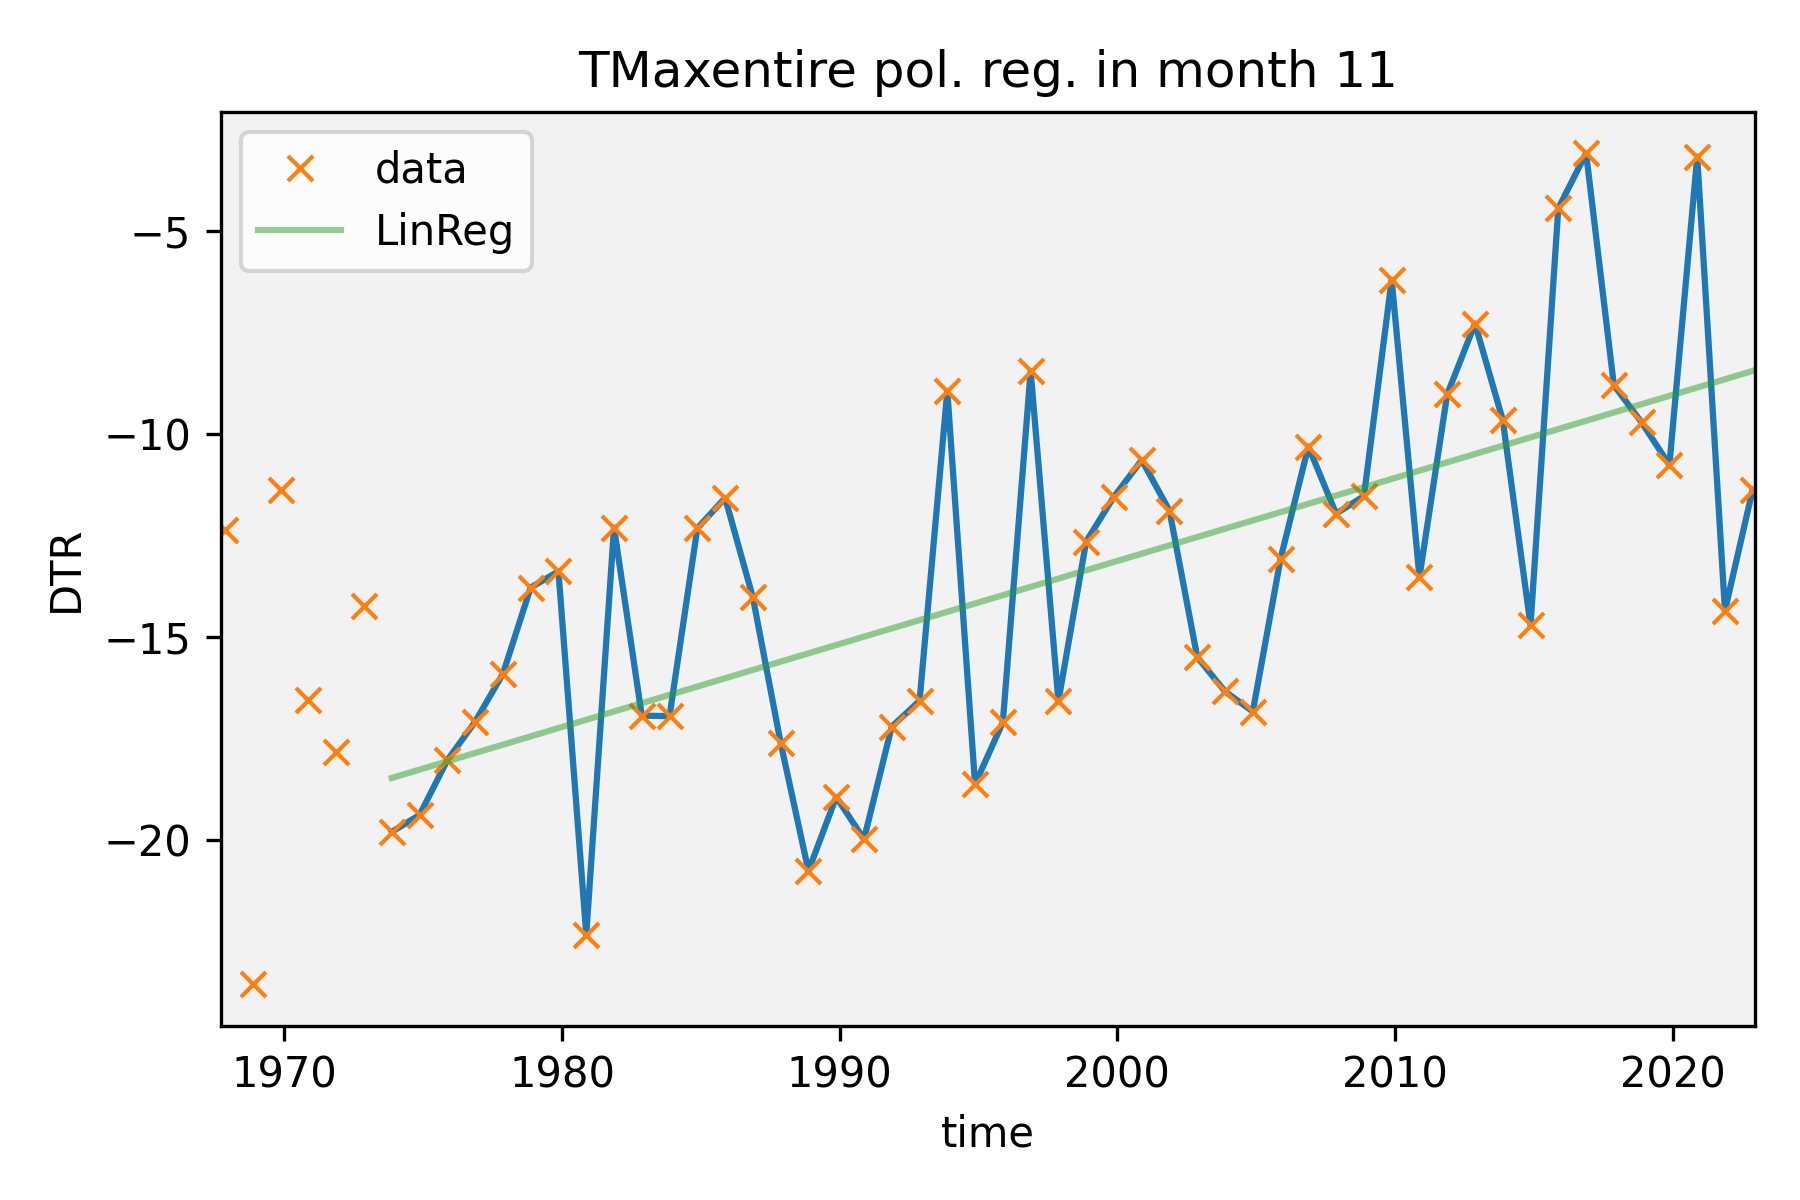 TMaxentire pol. reg. in month 11
data
LinReg
−5
−10
−15
−20
DTR
1970 1980 1990 2000 2010 2020
time